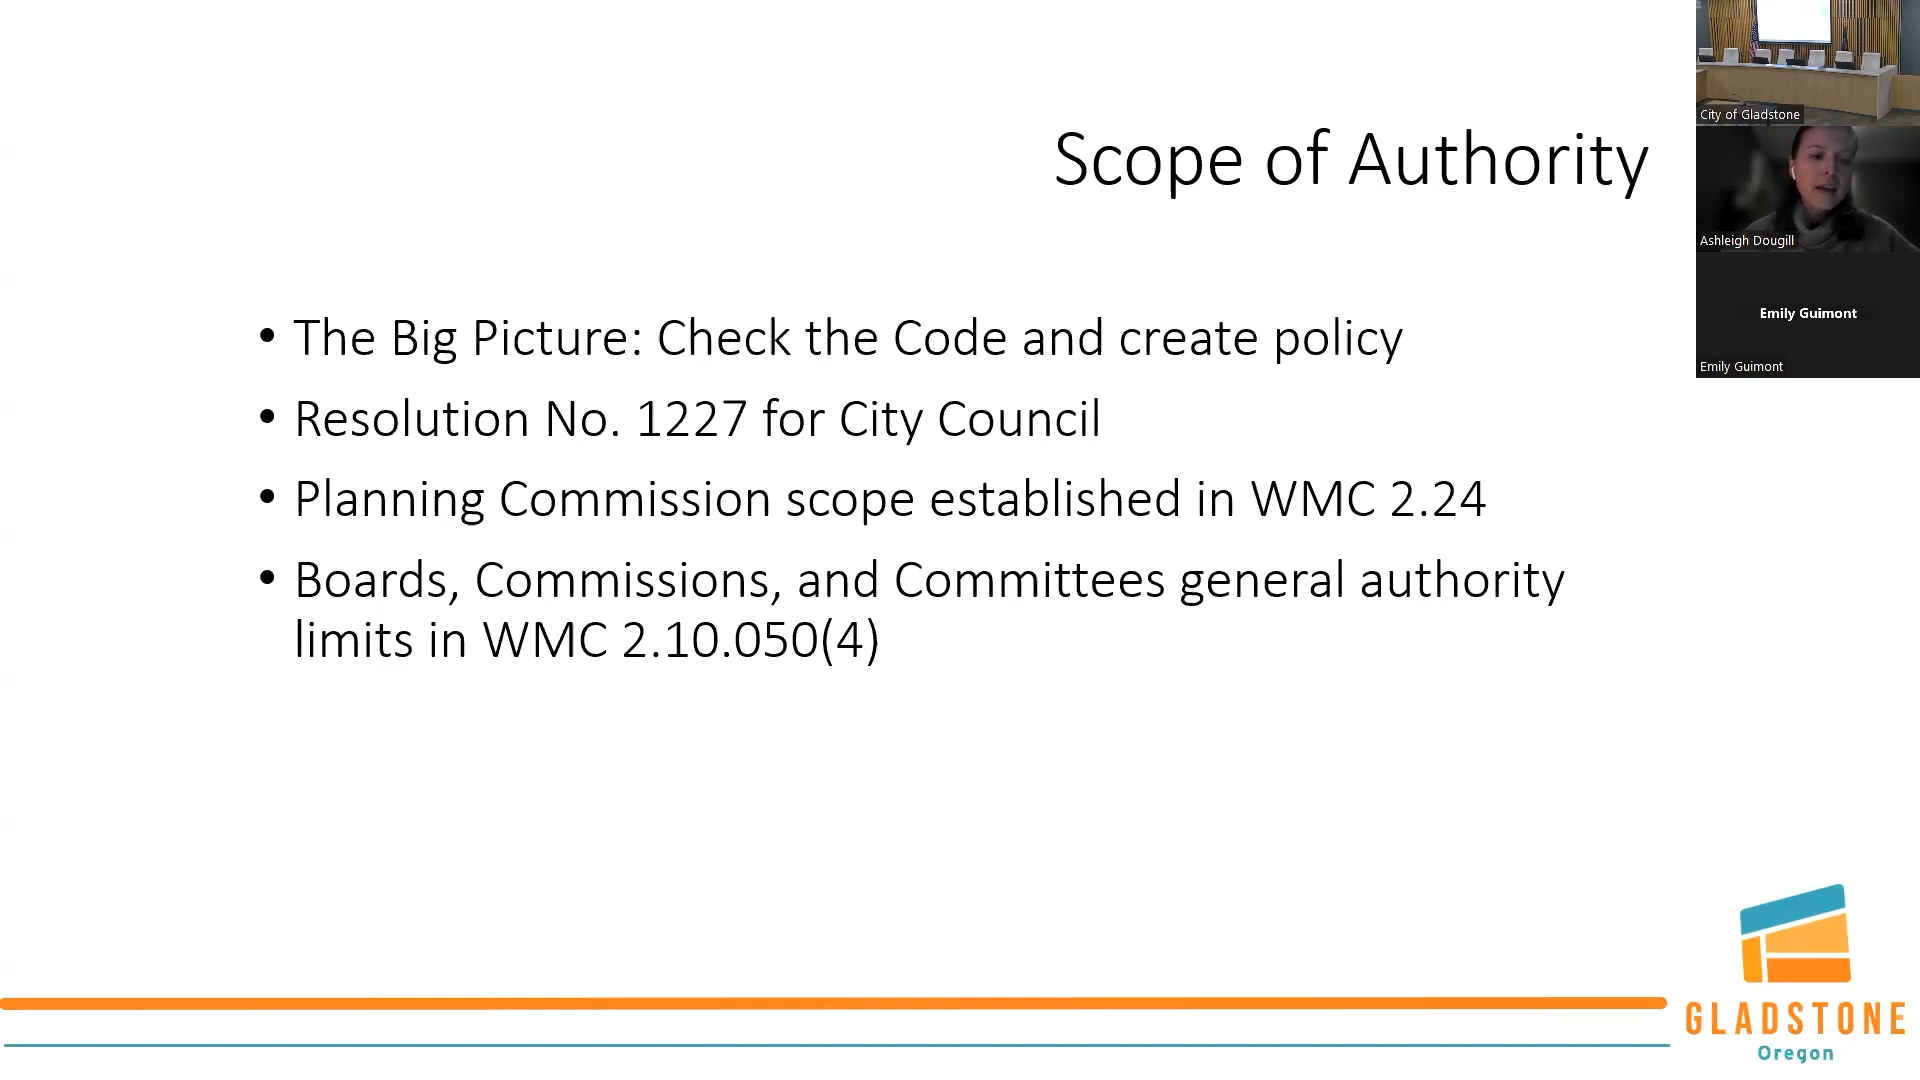 Scope of Authority
• The Big Picture: Check the Code and create policy
• Resolution No. 1227 for City Council
• Planning Commission scope established in WMC 2.24
• Boards, Commissions, and Committees general authority
limits in WMC 2.10.050(4)
City of Gladstone
Ashleigh Dougill
Emily Guimont
Emily Guimont
GLADSTONE
Oregon